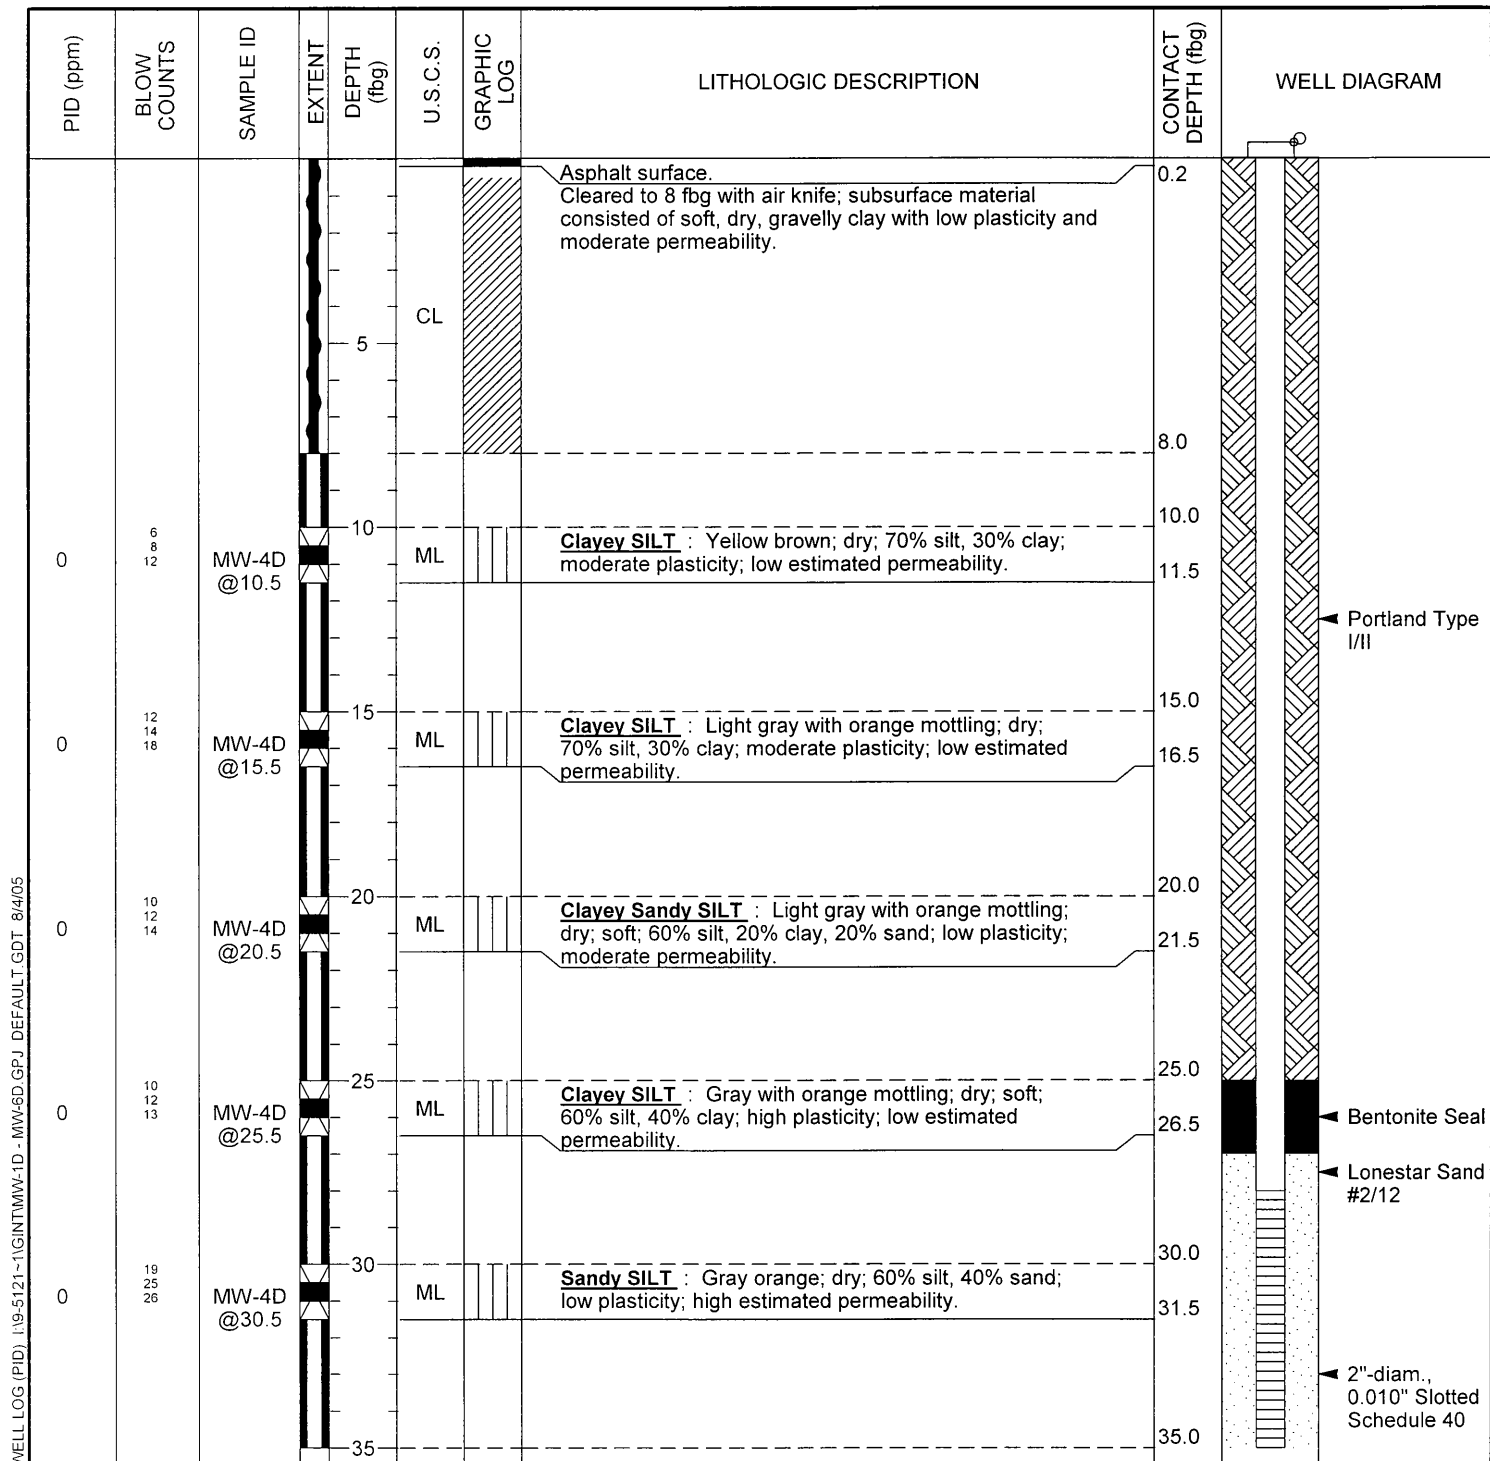 PID (ppm)
BLOW
COUNTS
SAMPLE ID
EXTENT
DEPTH
(fbg)
U.S.C.S.
GRAPHIC
LOG
LITHOLOGIC DESCRIPTION
CONTACT
DEPTH (fbg)
WELL DIAGRAM
Asphalt surface.
0.2
Cleared to 8 fbg with air knife; subsurface material
consisted of soft, dry, gravelly clay with low plasticity and
moderate permeability.
CL
5
8.0
10
10.0
0
6
8
12
MW-4D
@10.5
ML
Clayey SILT : Yellow brown; dry; 70% silt, 30% clay;
moderate plasticity; low estimated permeability.
11.5
Portland Type
I/II
15
15.0
0
12
14
18
MW-4D
@15.5
ML
Clayey SILT : Light gray with orange mottling; dry;
70% silt, 30% clay; moderate plasticity; low estimated
permeability.
16.5
20
20.0
0
10
12
14
MW-4D
@20.5
ML
Clayey Sandy SILT : Light gray with orange mottling;
dry; soft; 60% silt, 20% clay, 20% sand; low plasticity;
moderate permeability.
21.5
25
25.0
0
10
12
13
MW-4D
@25.5
ML
Clayey SILT : Gray with orange mottling; dry; soft;
60% silt, 40% clay; high plasticity; low estimated
permeability.
26.5
Bentonite Seal
Lonestar Sand
#2/12
30
30.0
0
19
25
26
MW-4D
@30.5
ML
Sandy SILT : Gray orange; dry; 60% silt, 40% sand;
low plasticity; high estimated permeability.
31.5
2"-diam.,
0.010" Slotted
Schedule 40
35
35.0
WELL LOG (PID) I:\9-5121-~1\GINT\MW-1D - MW-6D.GPJ DEFAULT.GDT 8/4/05